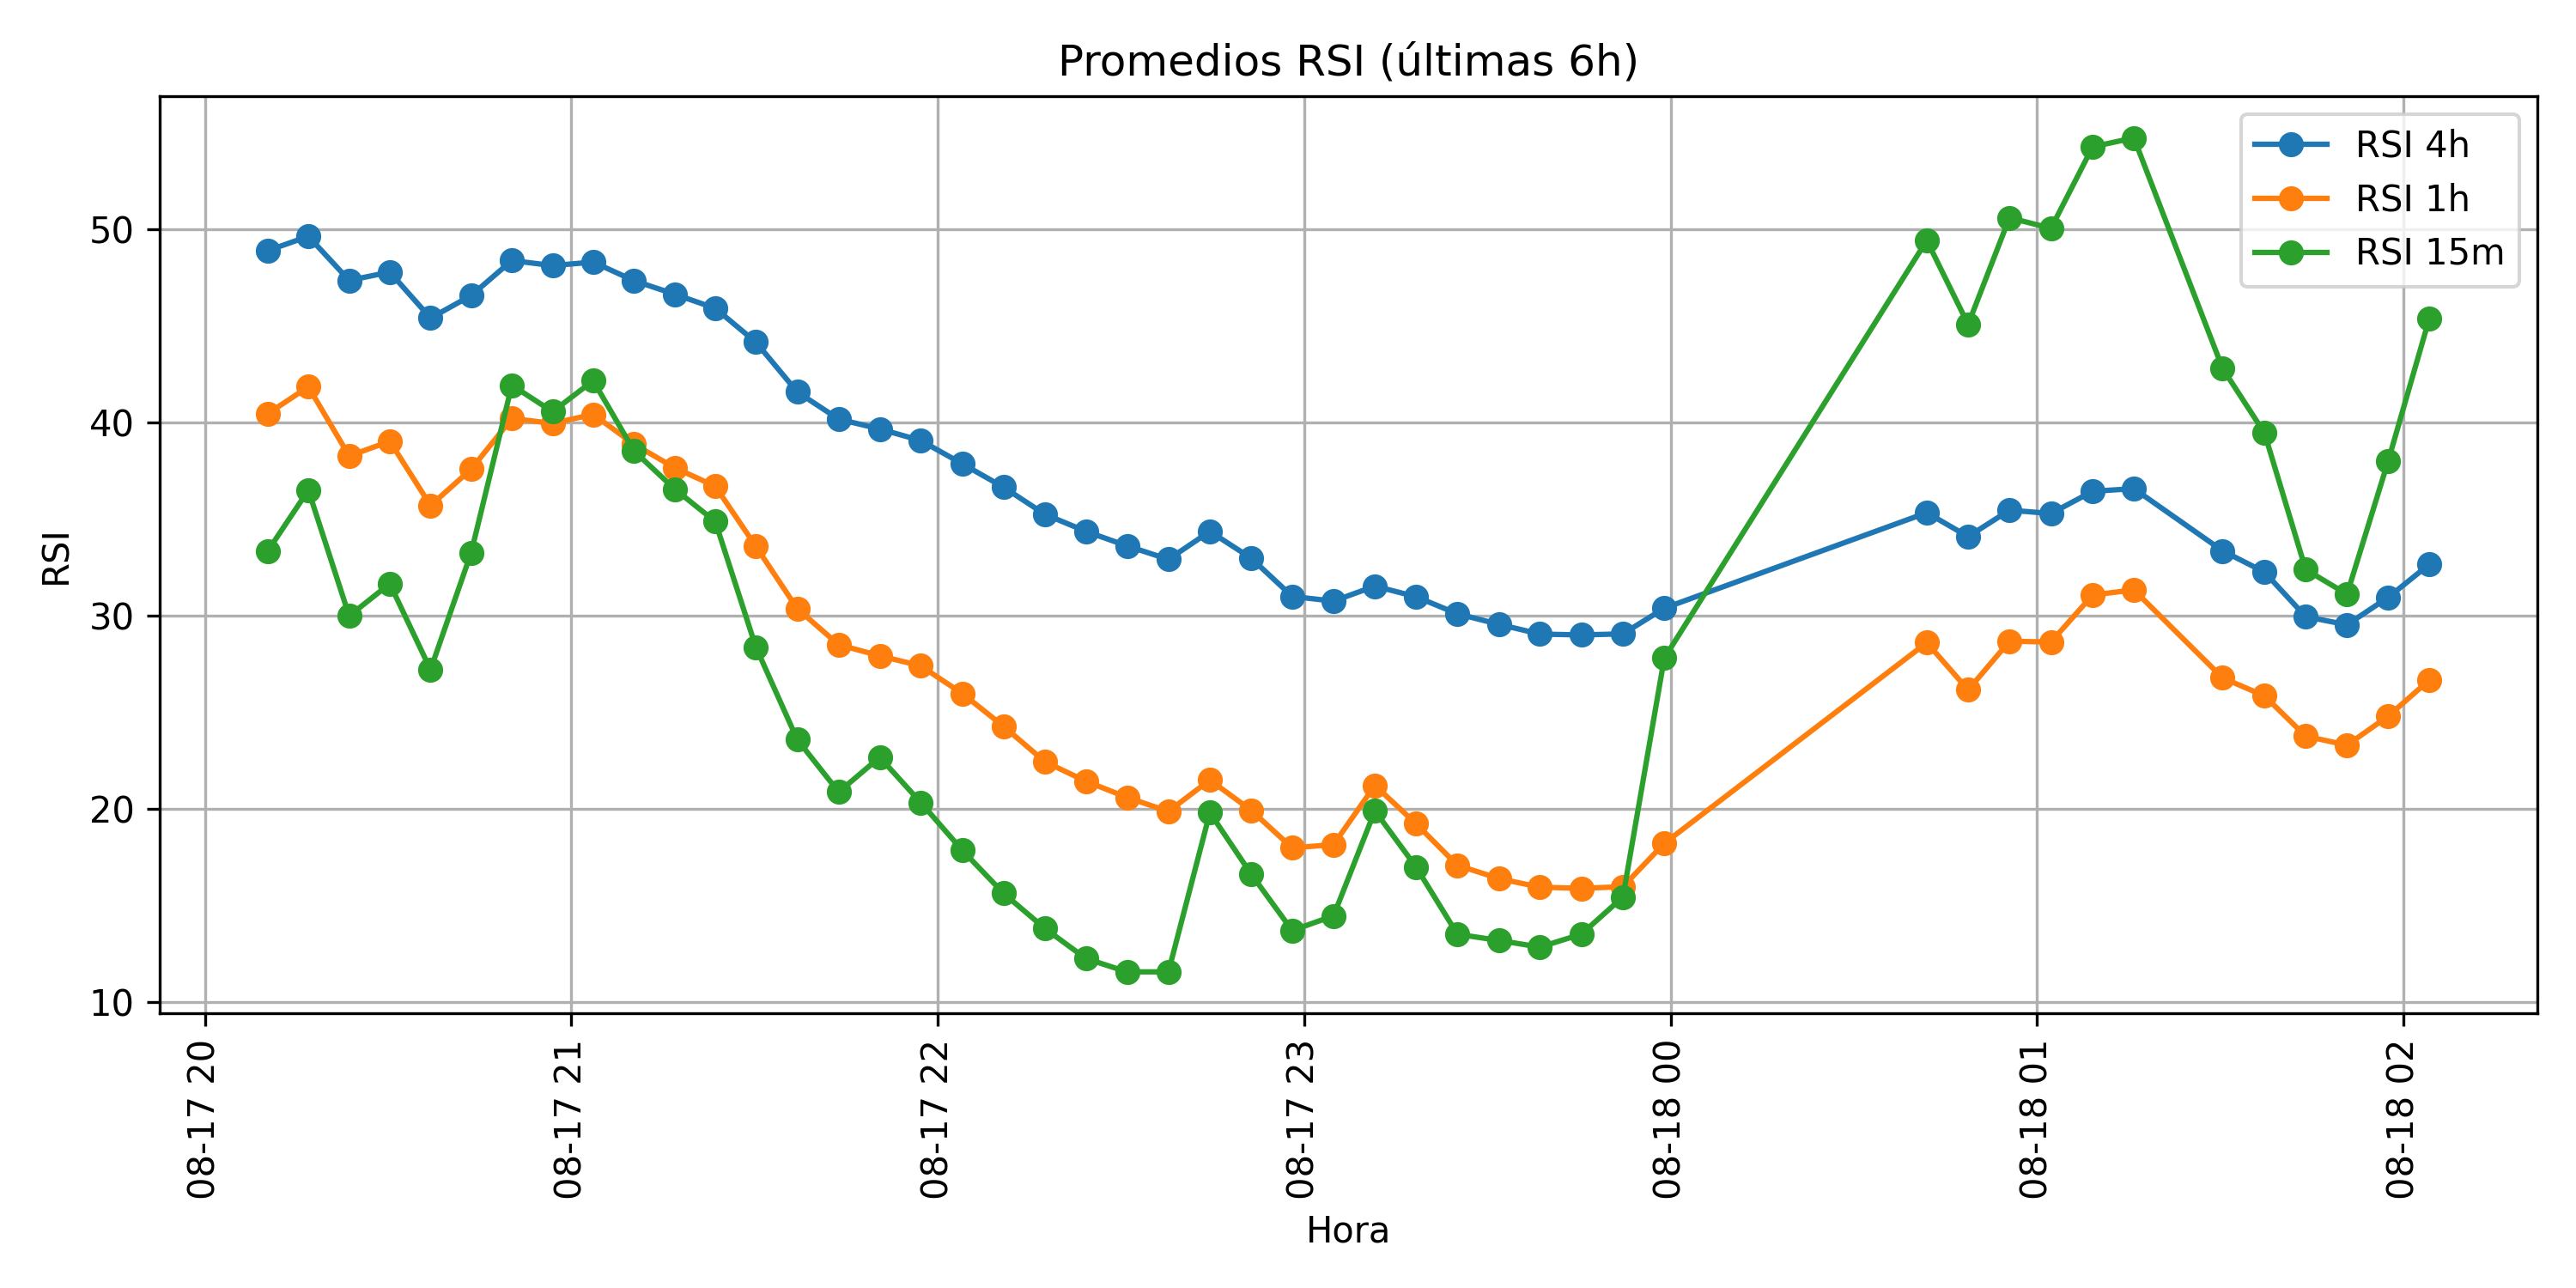 Promedios RSI (últimas 6h)
RSI 4h
RSI 1h
RSI 15m
RSI
50
40
30
20
10
08-17 20
08-17 21
08-17 22
08-17 23
08-18 00
08-18 01
08-18 02
Hora